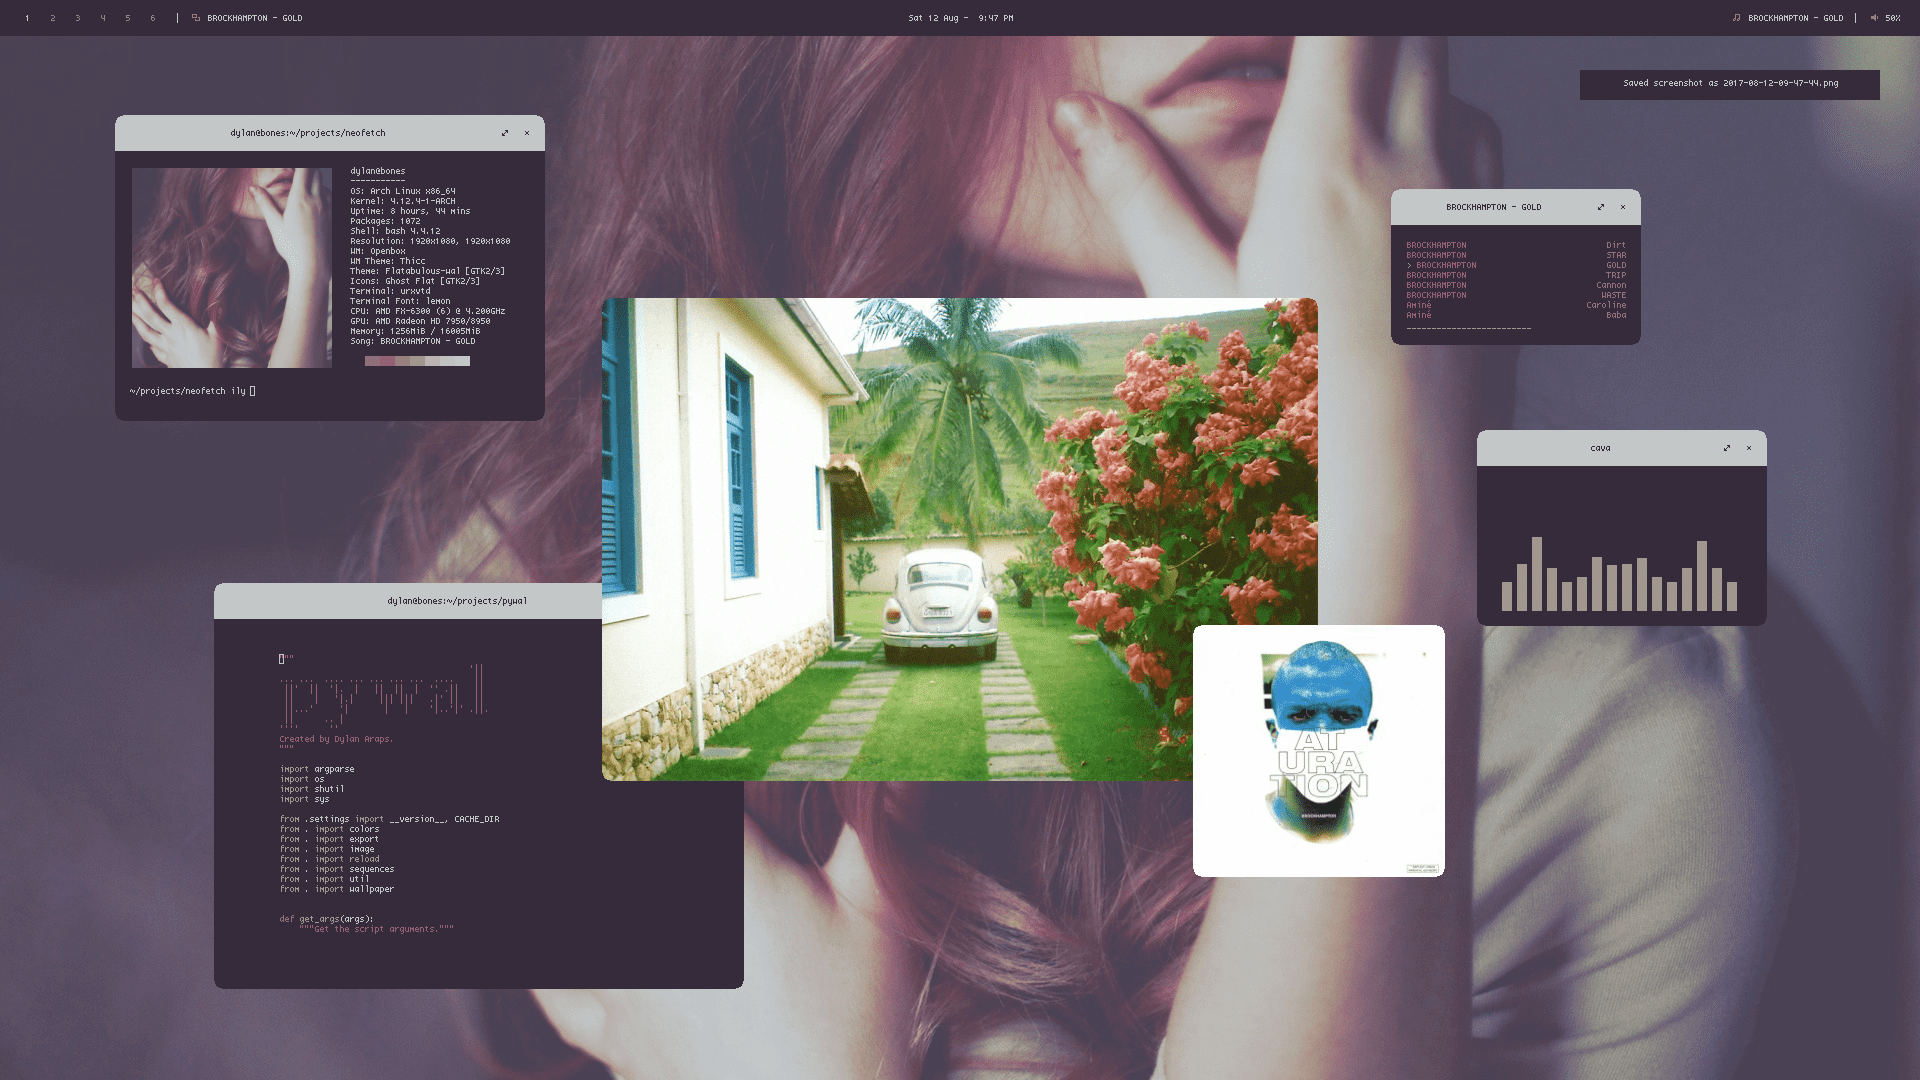 1 2 3 4 5 6 | BROCKHAMPTON - GOLD
Sat 12 Aug - 9:47 PM
BROCKHAMPTON - GOLD | 50%
Saved screenshot as 2017-08-12-09-47-44.png
dylan@bones:~/projects/neofetch
dylan@bones
-----------
OS: Arch Linux x86_64
Kernel: 4.12.4-1-ARCH
Uptime: 8 hours, 44 mins
Packages: 1072
Shell: bash 4.4.12
Resolution: 1920x1080, 1920x1080
WM: Openbox
WM Theme: Thicc
Theme: Flatabulous-wal [GTK2/3]
Icons: Ghost Flat [GTK2/3]
Terminal: urxvtd
Terminal Font: lemon
CPU: AMD FX-6300 (6) @ 4.200GHz
GPU: AMD Radeon HD 7950/8950
Memory: 1256MiB / 16005MiB
Song: BROCKHAMPTON - GOLD
~/projects/neofetch ily
BROCKHAMPTON - GOLD
BROCKHAMPTON Dirt
BROCKHAMPTON STAR
> BROCKHAMPTON GOLD
BROCKHAMPTON TRIP
BROCKHAMPTON Cannon
BROCKHAMPTON WASTE
Aminé Caroline
Aminé Baba
-------------------------
cava
dylan@bones:~/projects/pywal
"""
Created by Dylan Araps.
"""
import argparse
import os
import shutil
import sys
from .settings import __version__, CACHE_DIR
from . import colors
from . import export
from . import image
from . import reload
from . import sequences
from . import util
from . import wallpaper
def get_args(args):
"""Get the script arguments."""
AT
URA
TION
BROCKHAMPTON